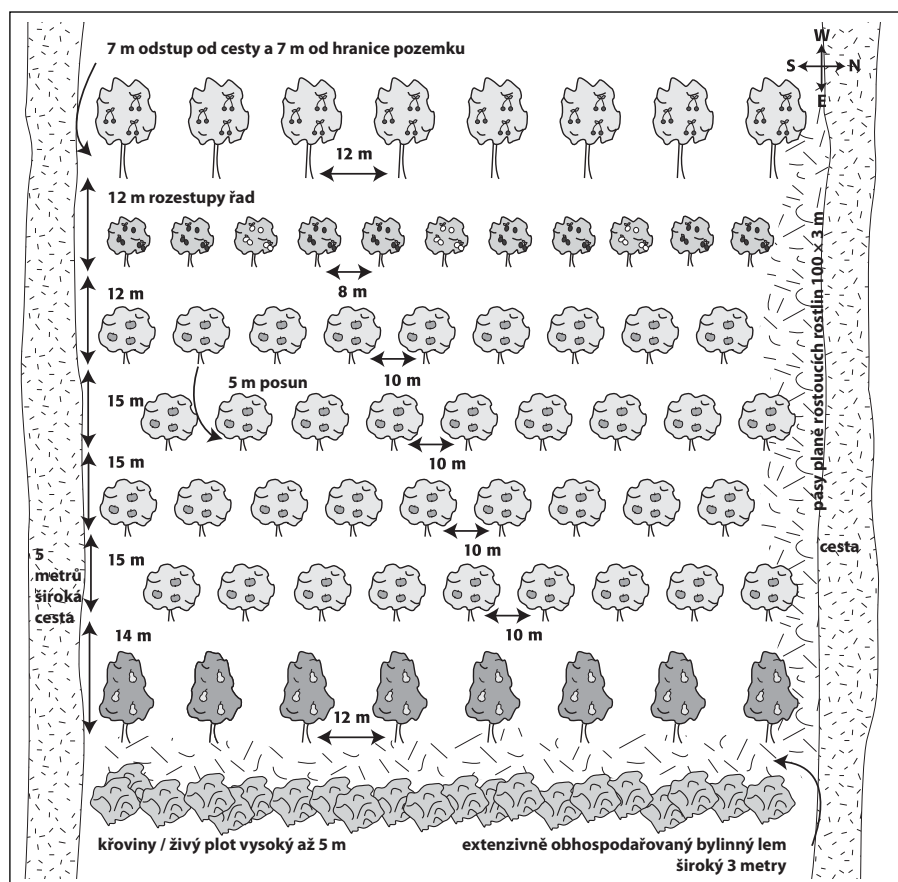 7 m odstup od cesty a 7 m od hranice pozemku
W
S
N
E
12 m
12 m rozestupy řad
8 m
12 m
10 m
5 m posun
15 m
10 m
15 m
10 m
15 m
10 m
14 m
12 m
pásy planě rostoucích rostlin 100 × 3 m
5
metrů
široká
cesta
cesta
křoviny / živý plot vysoký až 5 m
extenzivně obhospodařovaný bylinný lem
široký 3 metry